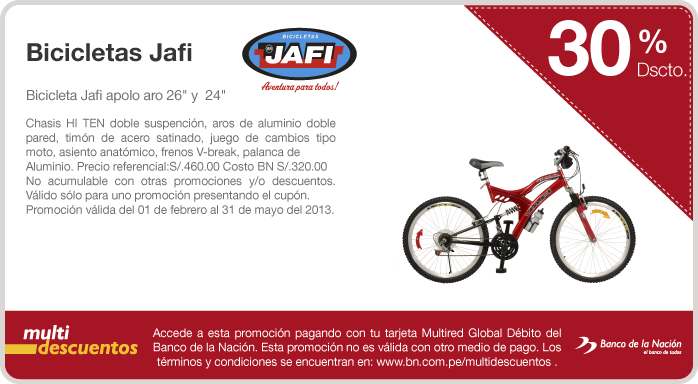 Bicicletas Jafi
BICICLETAS
JAFI
Aventura para todos!
30%
Dscto.
Bicicleta Jafi apolo aro 26" y 24"
Chasis HI TEN doble suspención, aros de aluminio doble
pared, timón de acero satinado, juego de cambios tipo
moto, asiento anatómico, frenos V-break, palanca de
Aluminio. Precio referencial:S/.460.00 Costo BN S/.320.00
No acumulable con otras promociones y/o descuentos.
Válido sólo para uno promoción presentando el cupón.
Promoción válida del 01 de febrero al 31 de mayo del 2013.
multi
descuentos
Accede a esta promoción pagando con tu tarjeta Multired Global Débito del
Banco de la Nación. Esta promoción no es válida con otro medio de pago. Los
términos y condiciones se encuentran en: www.bn.com.pe/multidescuentos .
Banco de la Nación
el banco de todos